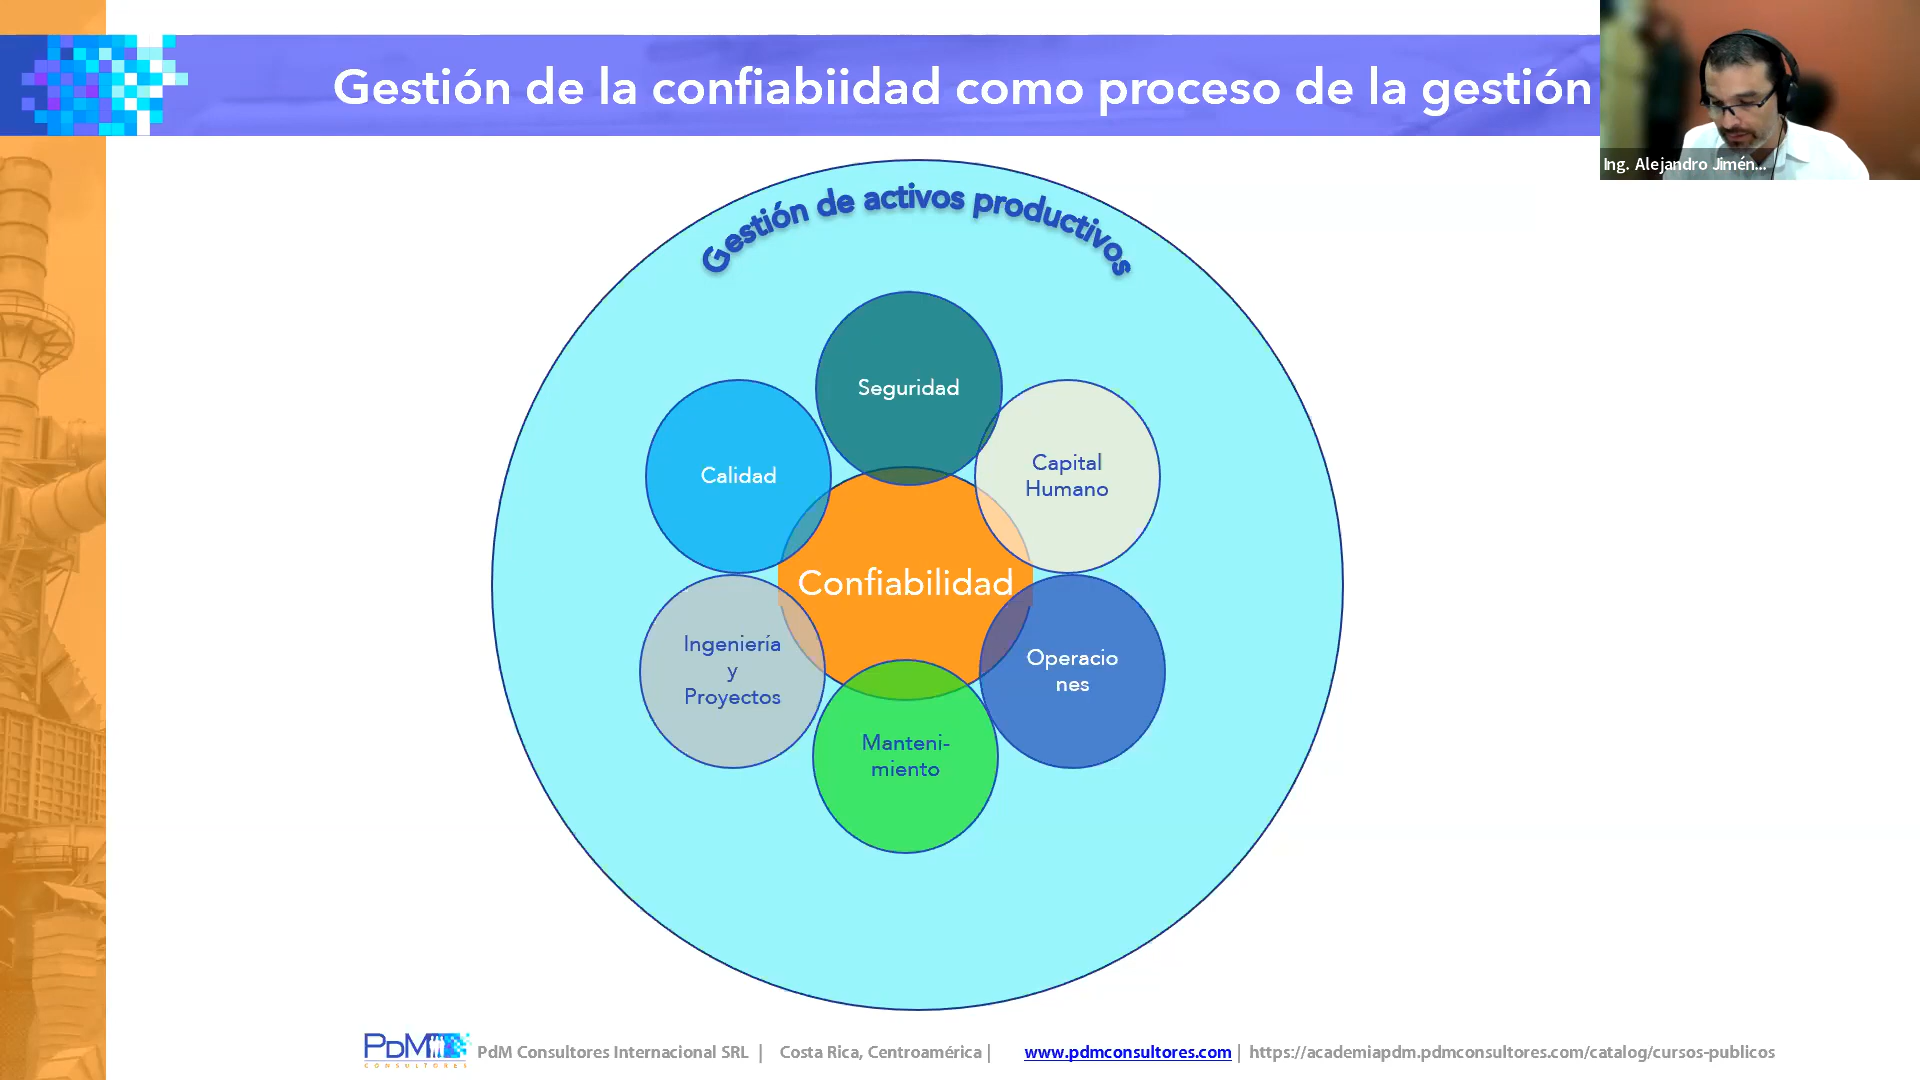 Gestión de la confiabiidad como proceso de la gestión
Ing. Alejandro Jimén...
Gestión de activos productivos
Seguridad
Calidad
Capital
Humano
Confiabilidad
Ingeniería
y
Proyectos
Operacio
nes
Manteni-
miento
PDM
CONSULTORES
PdM Consultores Internacional SRL | Costa Rica, Centroamérica | www.pdmconsultores.com | https://academiapdm.pdmconsultores.com/catalog/cursos-publicos